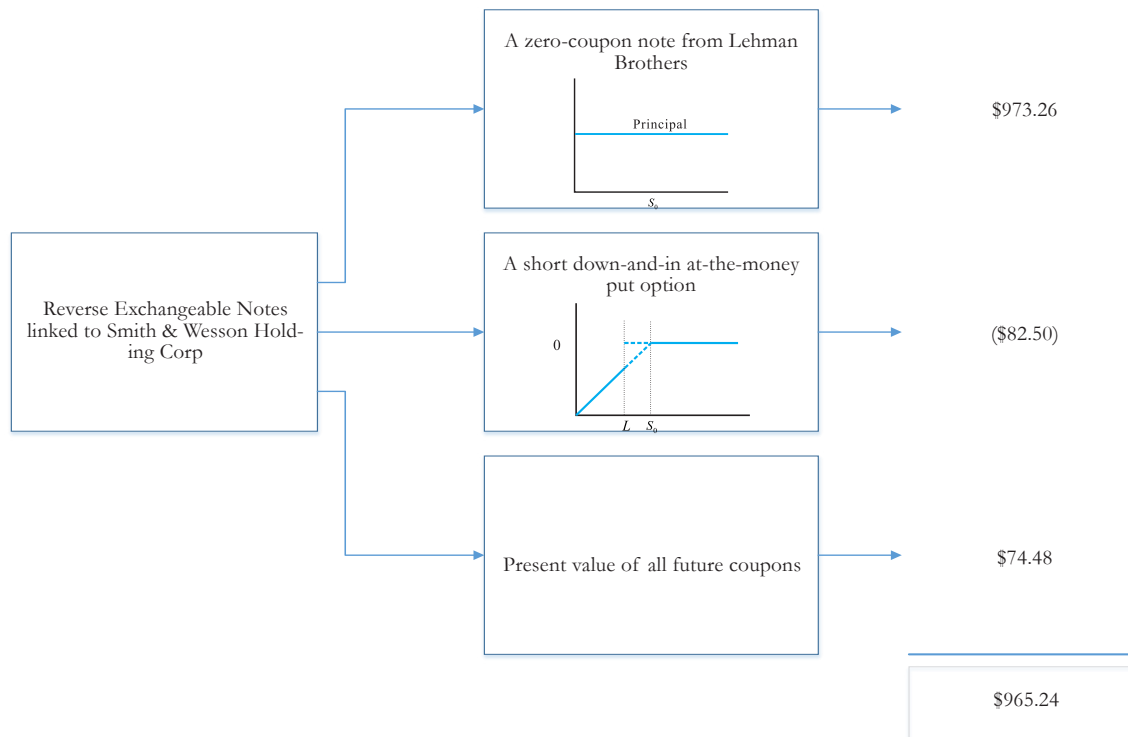 A zero-coupon note from Lehman
Brothers
Principal
S₀
$973.26
Reverse Exchangeable Notes
linked to Smith & Wesson Hold-
ing Corp
A short down-and-in at-the-money
put option
0
L S₀
($82.50)
Present value of all future coupons
$74.48
$965.24